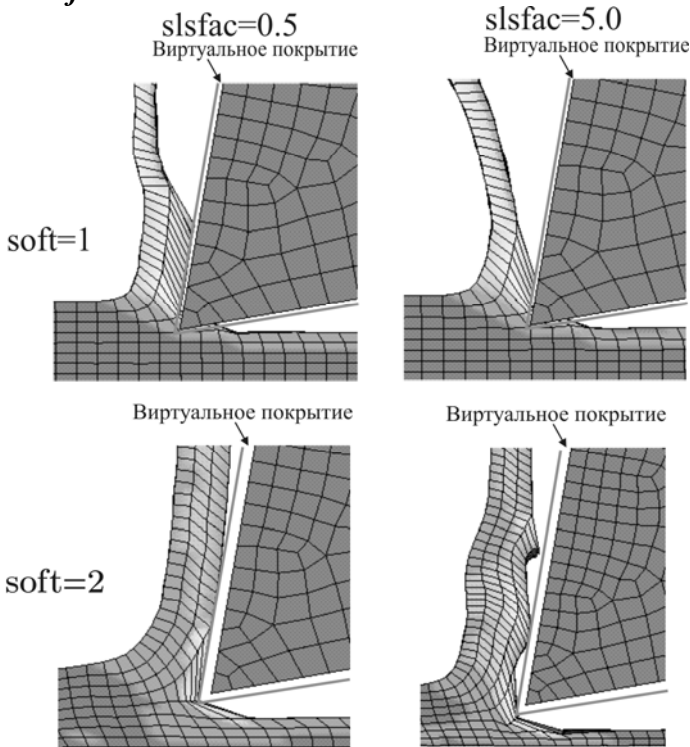 slsfac=0.5
Виртуальное покрытие
slsfac=5.0
Виртуальное покрытие
soft=1
Виртуальное покрытие
Виртуальное покрытие
soft=2